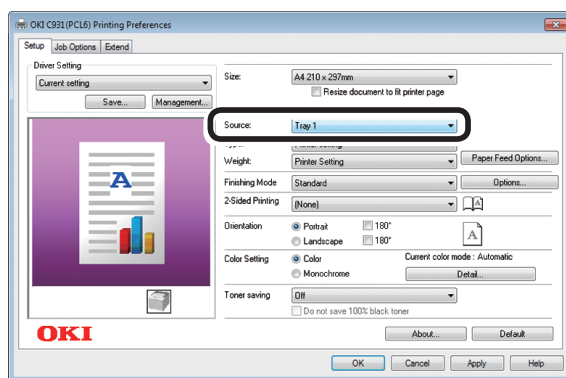 OKI C931(PCL6) Printing Preferences
Setup Job Options Extend
Driver Setting
Current setting
Save... Management...
Size: A4 210 x 297mm
Resize document to fit printer page
Source: Tray 1
Weight: Printer Setting Paper Feed Options...
Finishing Mode Standard Options...
2-Sided Printing (None)
A
Orientation Portrait 180°
Landscape 180°
A
Color Setting Color Current color mode : Automatic
Monochrome Detail...
Toner saving Off
Do not save 100% black toner
A
OKI
About... Default
OK Cancel Apply Help